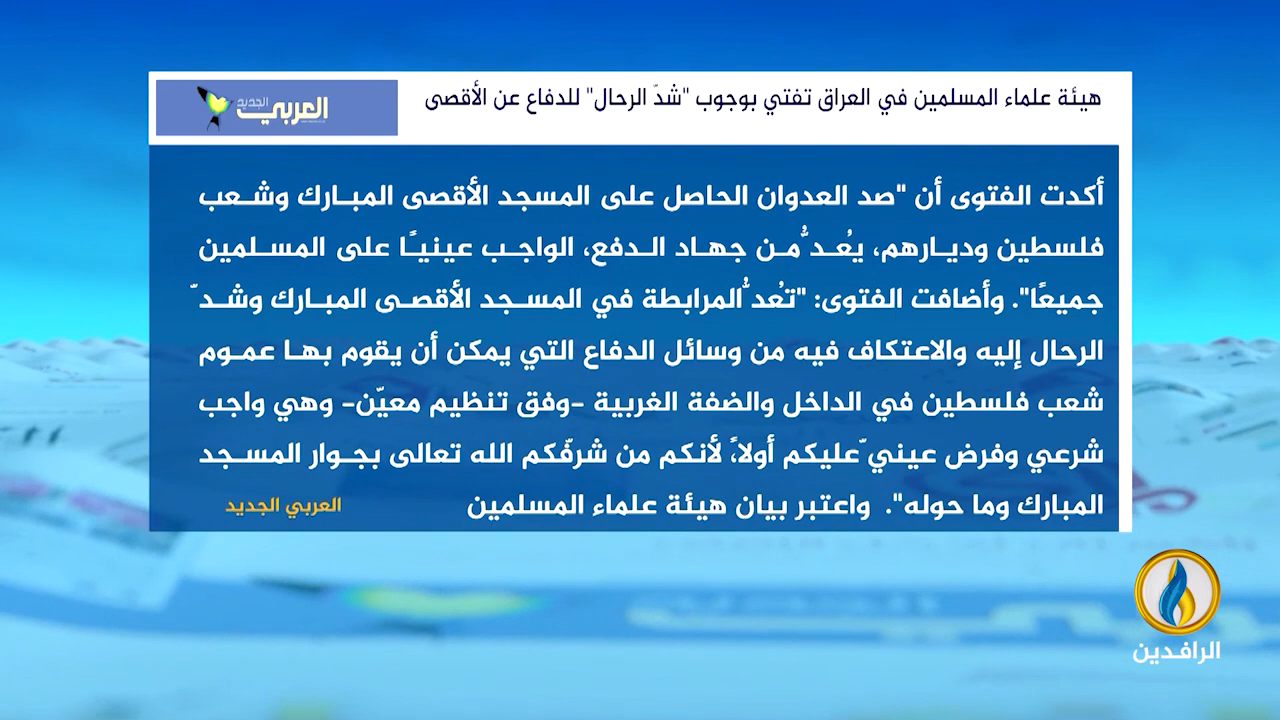 هيئة علماء المسلمين في العراق تفتي بوجوب "شدّ الرحال" للدفاع عن الأقصى
العربي الجديد
أكدت الفتوى أن "صد العدوان الحاصل على المسجد الأقصى المبارك وشعب
فلسطين وديارهم، يُعدُّ من جهاد الدفع، الواجب عينيًا على المسلمين
جميعًا". وأضافت الفتوى: "تُعدُّ المرابطة في المسجد الأقصى المبارك وشدّ
الرحال إليه والاعتكاف فيه من وسائل الدفاع التي يمكن أن يقوم بها عموم
شعب فلسطين في الداخل والضفة الغربية -وفق تنظيم معيّن- وهي واجب
شرعي وفرض عينيّ عليكم أولاً، لأنكم من شرفّكم الله تعالى بجوار المسجد
المبارك وما حوله". واعتبر بيان هيئة علماء المسلمين
العربي الجديد
الرافدين